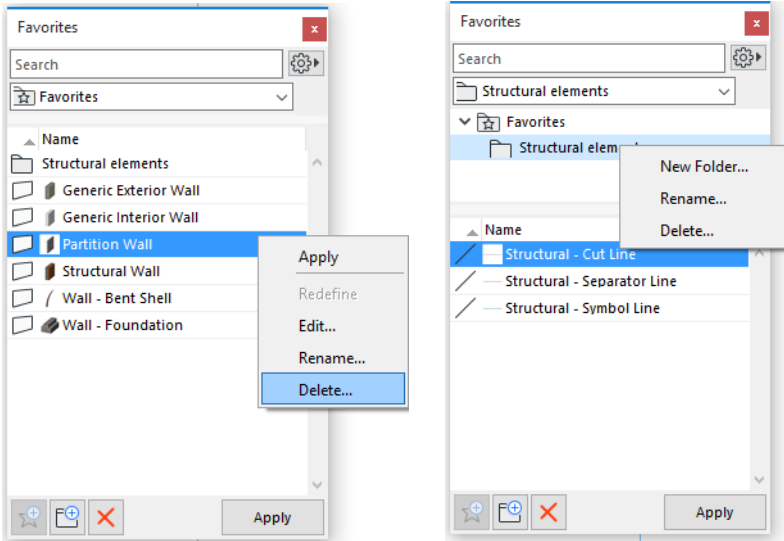 Favorites
x
Search
Favorites
Name
Structural elements
Generic Exterior Wall
Generic Interior Wall
Partition Wall
Structural Wall
Wall - Bent Shell
Wall - Foundation
Apply
Redefine
Edit...
Rename...
Delete...
Apply
Favorites
x
Search
Structural elements
Favorites
Structural elem
New Folder...
Rename...
Delete...
Name
Structural - Cut Line
Structural - Separator Line
Structural - Symbol Line
Apply